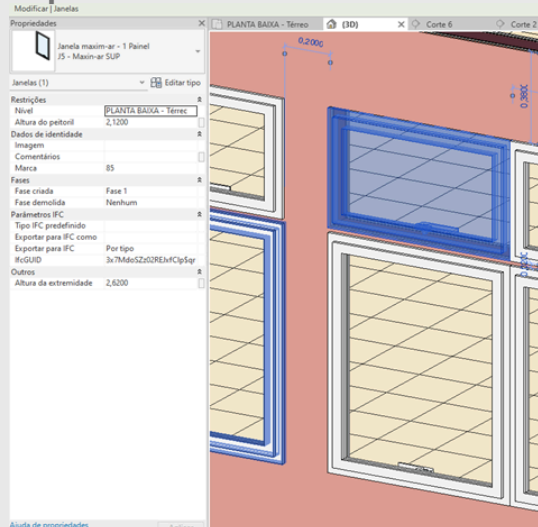 Modificar | Janelas
Propriedades
PLANTA BAIXA - Térreo
{3D}
Corte 6
Corte 2
Janela maxim-ar - 1 Painel
J5 - Maxin-ar SUP
Janelas (1)
Editar tipo
Restrições
Nível PLANTA BAIXA - Térrec
Altura do peitoril 2,1200
Dados de identidade
Imagem
Comentários
Marca 85
Fases
Fase criada Fase 1
Fase demolida Nenhum
Parâmetros IFC
Tipo IFC predefinido
Exportar para IFC como
Exportar para IFC Por tipo
Outros
Altura da extremidade 2,6200
Ajuda de propriedades
0,2000